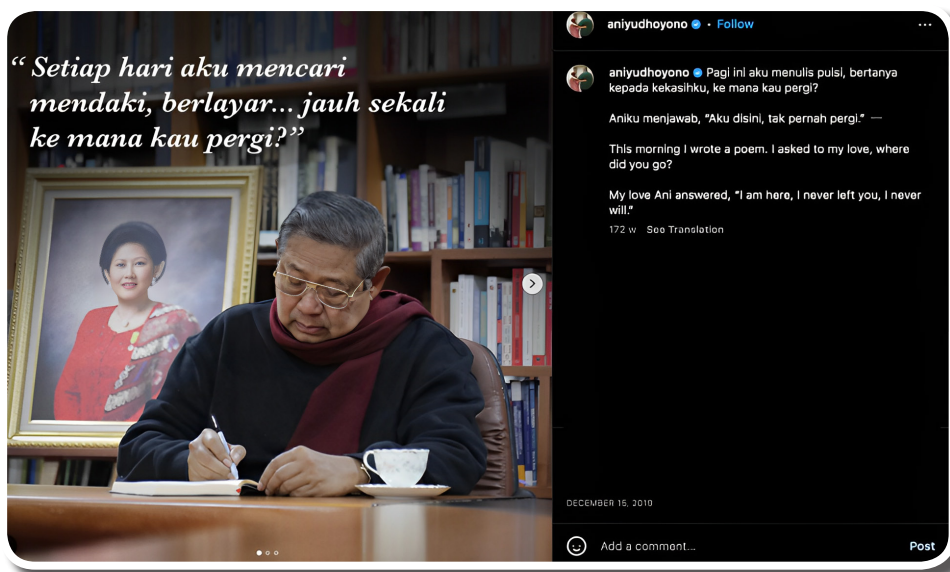 “ Setiap hari aku mencari
mendaki, berlayar... jauh sekali
ke mana kau pergi?”
aniyudhoyono • Follow
aniyudhoyono Pagi ini aku menulis pulsi, bertanya
kepada kekasihku, ke mana kau pergi?
Aniku menjawab, “Aku disini, tak pernah pergi.” —
This morning I wrote a poem. I asked to my love, where
did you go?
My love Ani answered, “I am here, I never left you, I never
will.”
172 w See Translation
DECEMBER 15, 2019
Add a comment...
Post